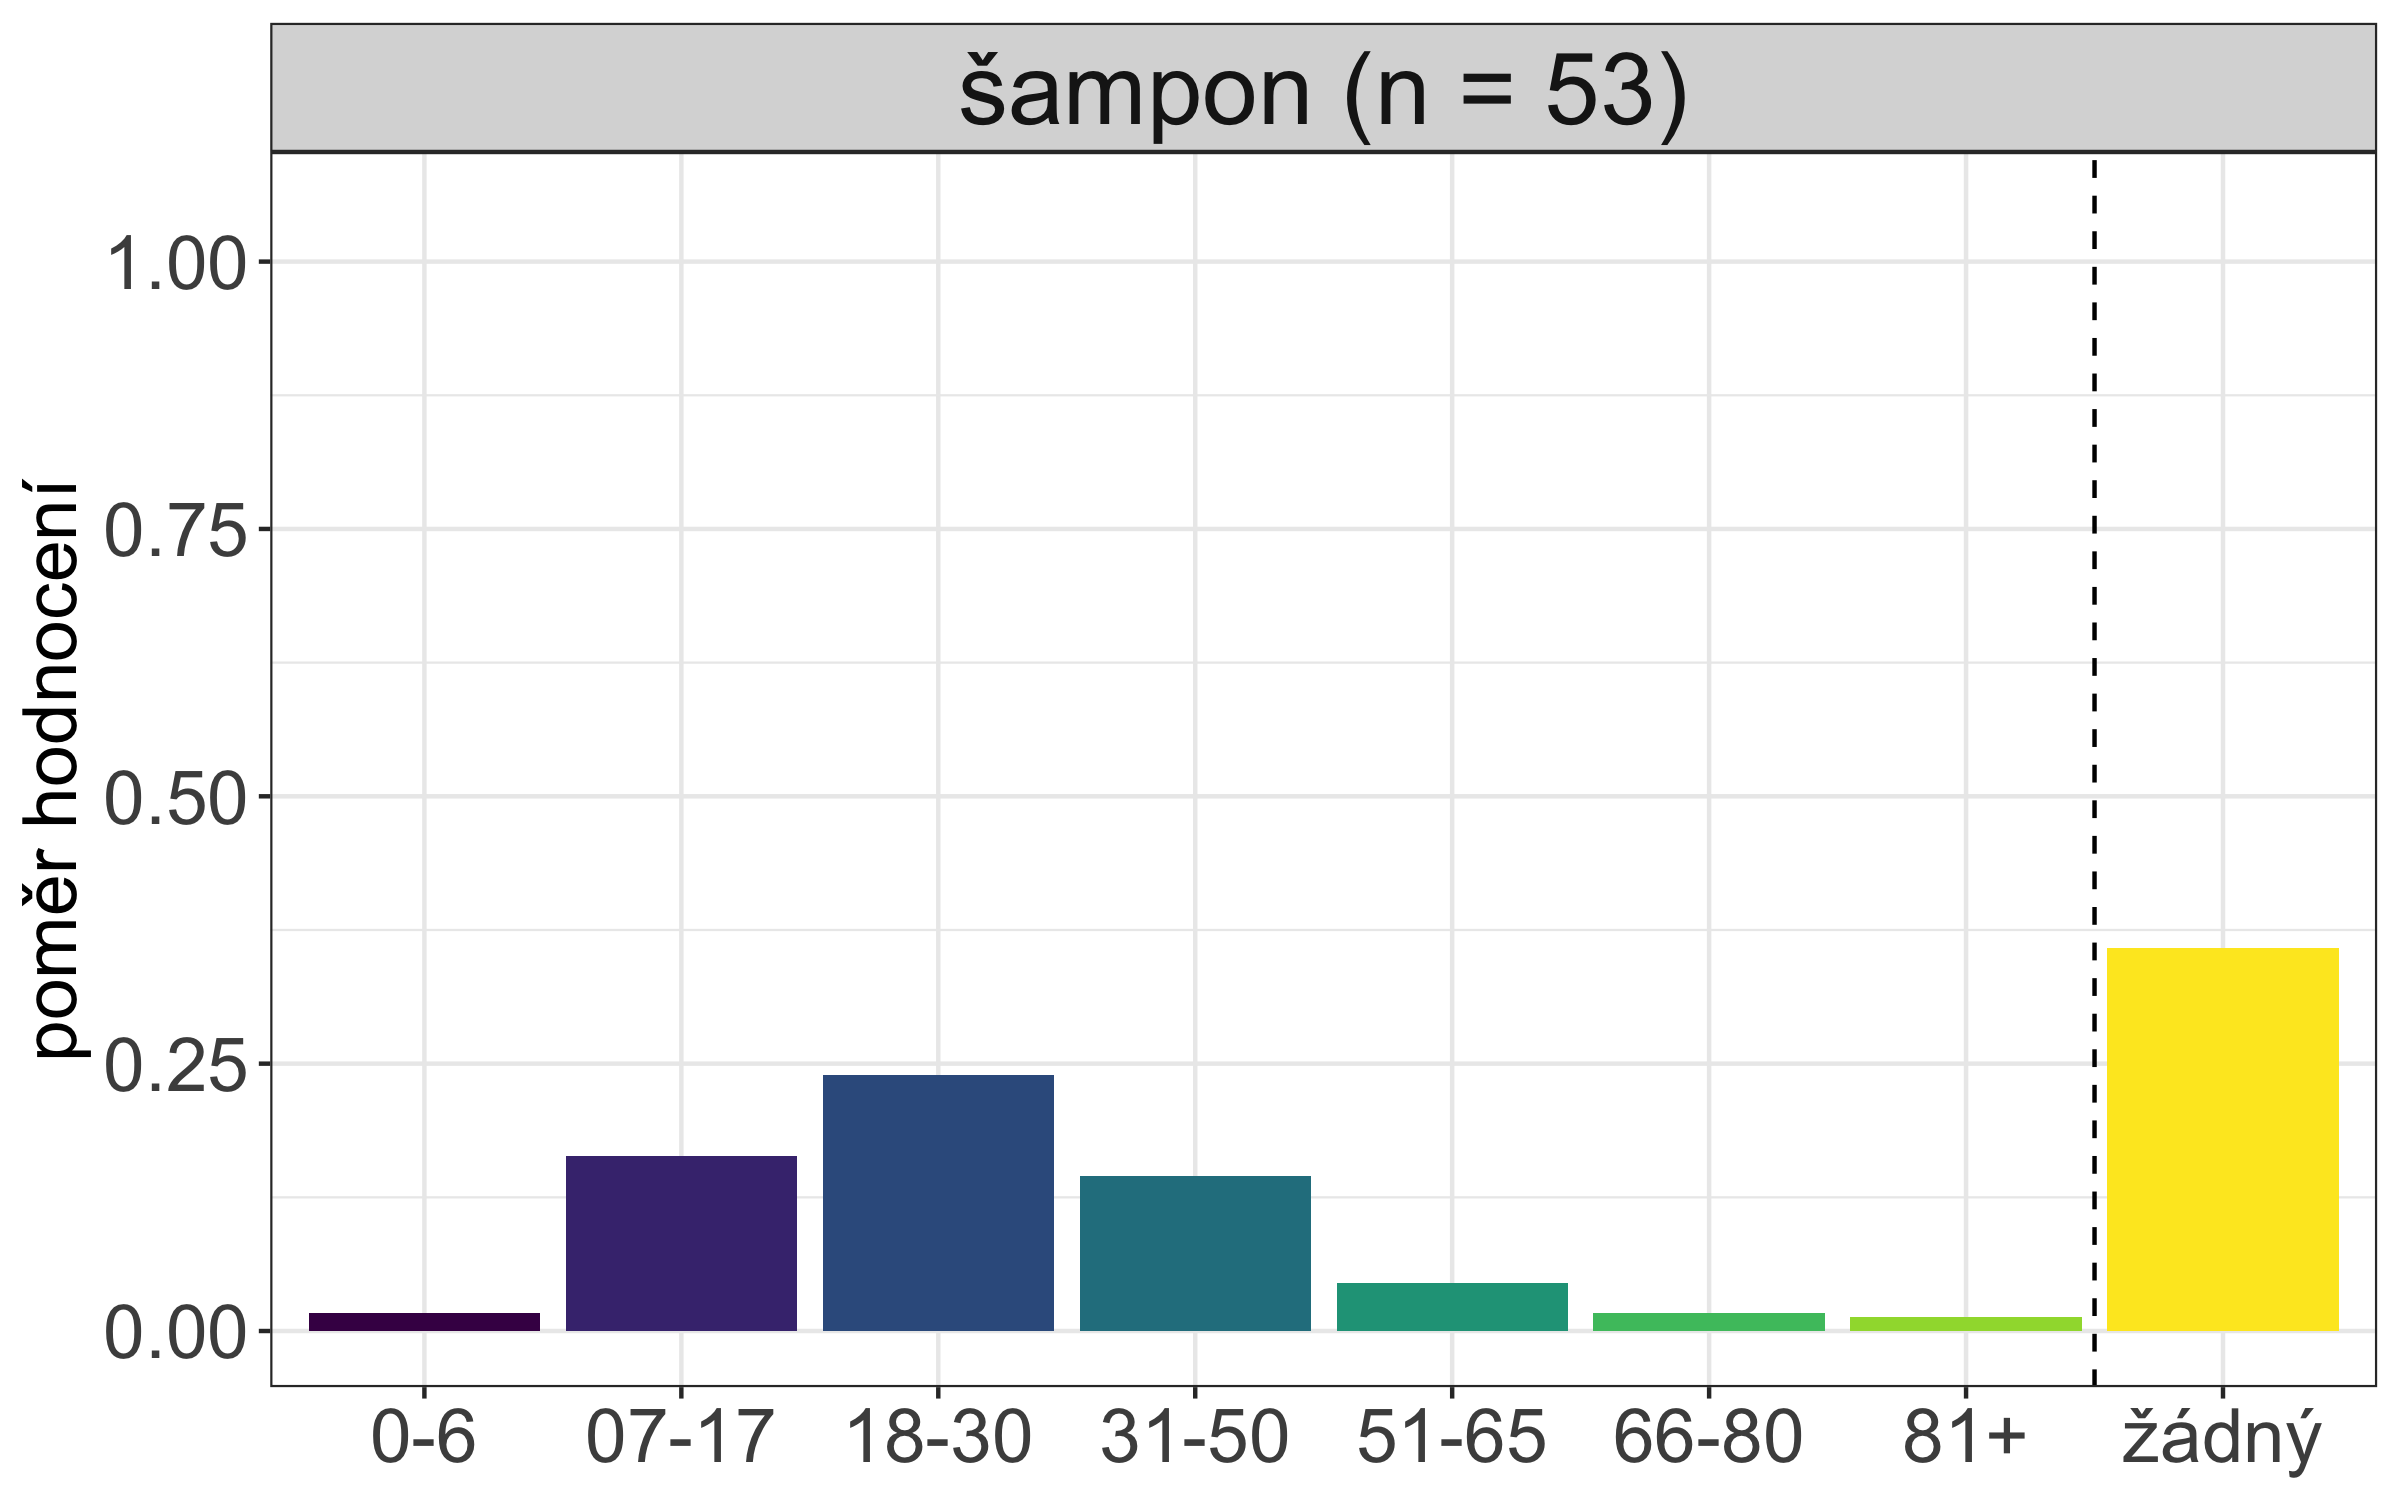 šampon (n = 53)
poměr hodnocení
1.00
0.75
0.50
0.25
0.00
0-6 07-17 18-30 31-50 51-65 66-80 81+ žádný